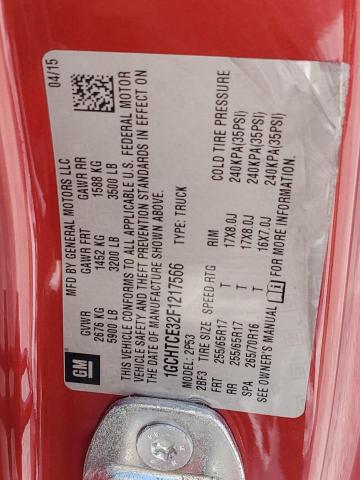 MFD BY GENERAL MOTORS LLC
04/15
GVWR GAWR FRT GAWR RR
2676 KG 1452 KG 1588 KG
5900 LB 3200 LB 3500 LB
THIS VEHICLE CONFORMS TO ALL APPLICABLE U.S. FEDERAL MOTOR
VEHICLE SAFETY AND THEFT PREVENTION STANDARDS IN EFFECT ON
THE DATE OF MANUFACTURE SHOWN ABOVE.
1GCHTCE32F1217566 TYPE: TRUCK
MODEL: 2P53
2BF3 TIRE SIZE SPEED RTG RIM COLD TIRE PRESSURE
FRT 255/65R17 T 17X8.0J 240KPA(35PSI)
RR 255/65R17 T 17X8.0J 240KPA(35PSI)
SPA 265/70R16 T 16X7.0J 240KPA(35PSI)
SEE OWNER'S MANUAL FOR MORE INFORMATION.
GM